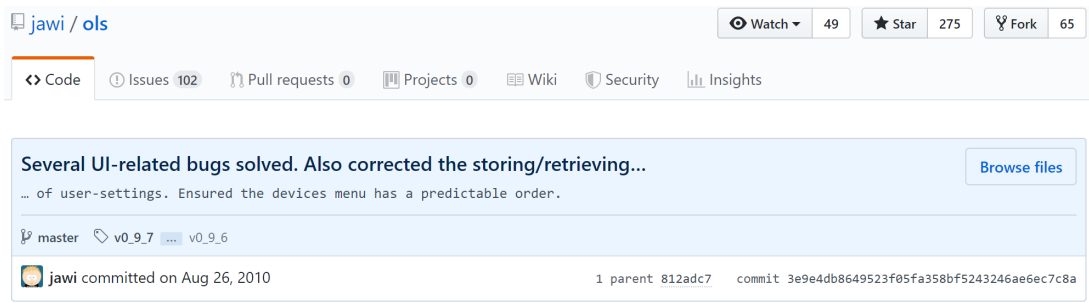 jawi / ols Watch 49 Star 275 Fork 65
Code Issues 102 Pull requests 0 Projects 0 Wiki Security Insights
Several UI-related bugs solved. Also corrected the storing/retrieving... Browse files
… of user-settings. Ensured the devices menu has a predictable order.
master v0_9_7 ... v0_9_6
jawi committed on Aug 26, 2010 1 parent 812adc7 commit 3e9e4db8649523f05fa358bf5243246ae6ec7c8a